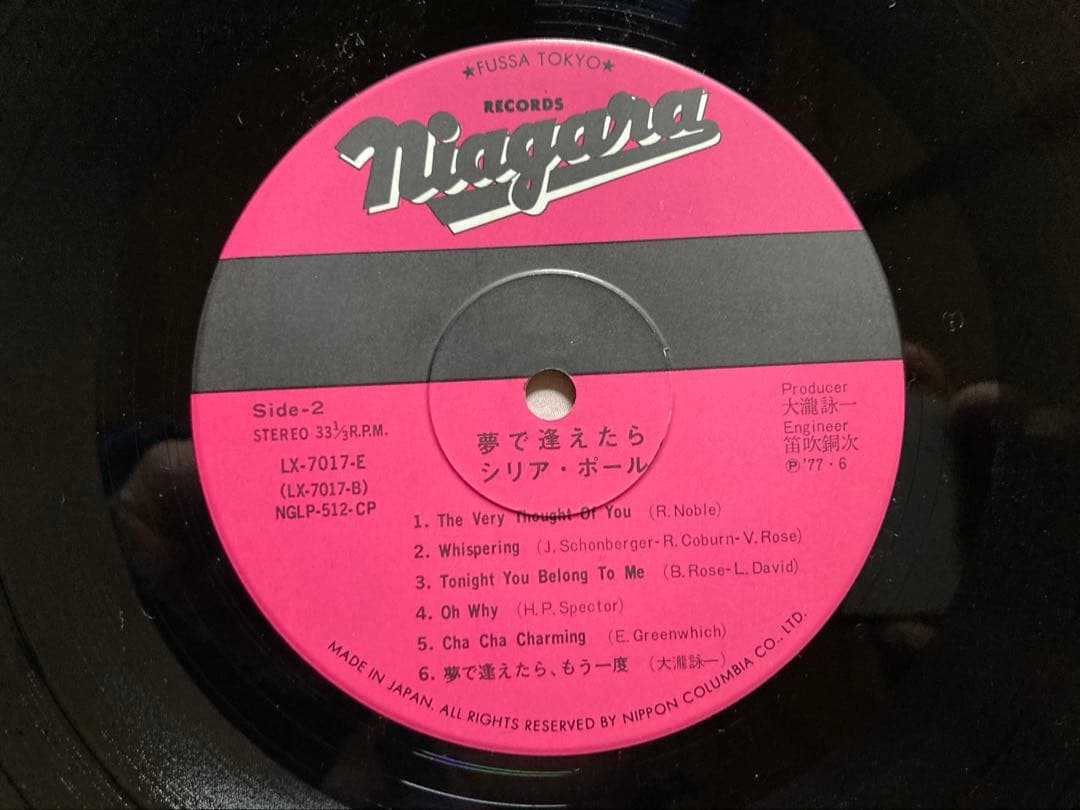 ★FUSSA TOKYO★
RECORDS
Niagara
Side-2
STEREO 33⅓R.P.M.
LX-7017-E
(LX-7017-B)
NGLP-512-CP
夢で逢えたら
シリア・ポール
Producer
大瀧詠一
Engineer
笛吹銅次
Ⓟ'77・6
1. The Very Thought Of You (R.Noble)
2. Whispering (J.Schonberger-R.Coburn-V.Rose)
3. Tonight You Belong To Me (B.Rose-L.David)
4. Oh Why (H.P.Spector)
5. Cha Cha Charming (E.Greenwhich)
6. 夢で逢えたら、もう一度 (大瀧詠一)
MADE IN JAPAN. ALL RIGHTS RESERVED BY NIPPON COLUMBIA CO., LTD.